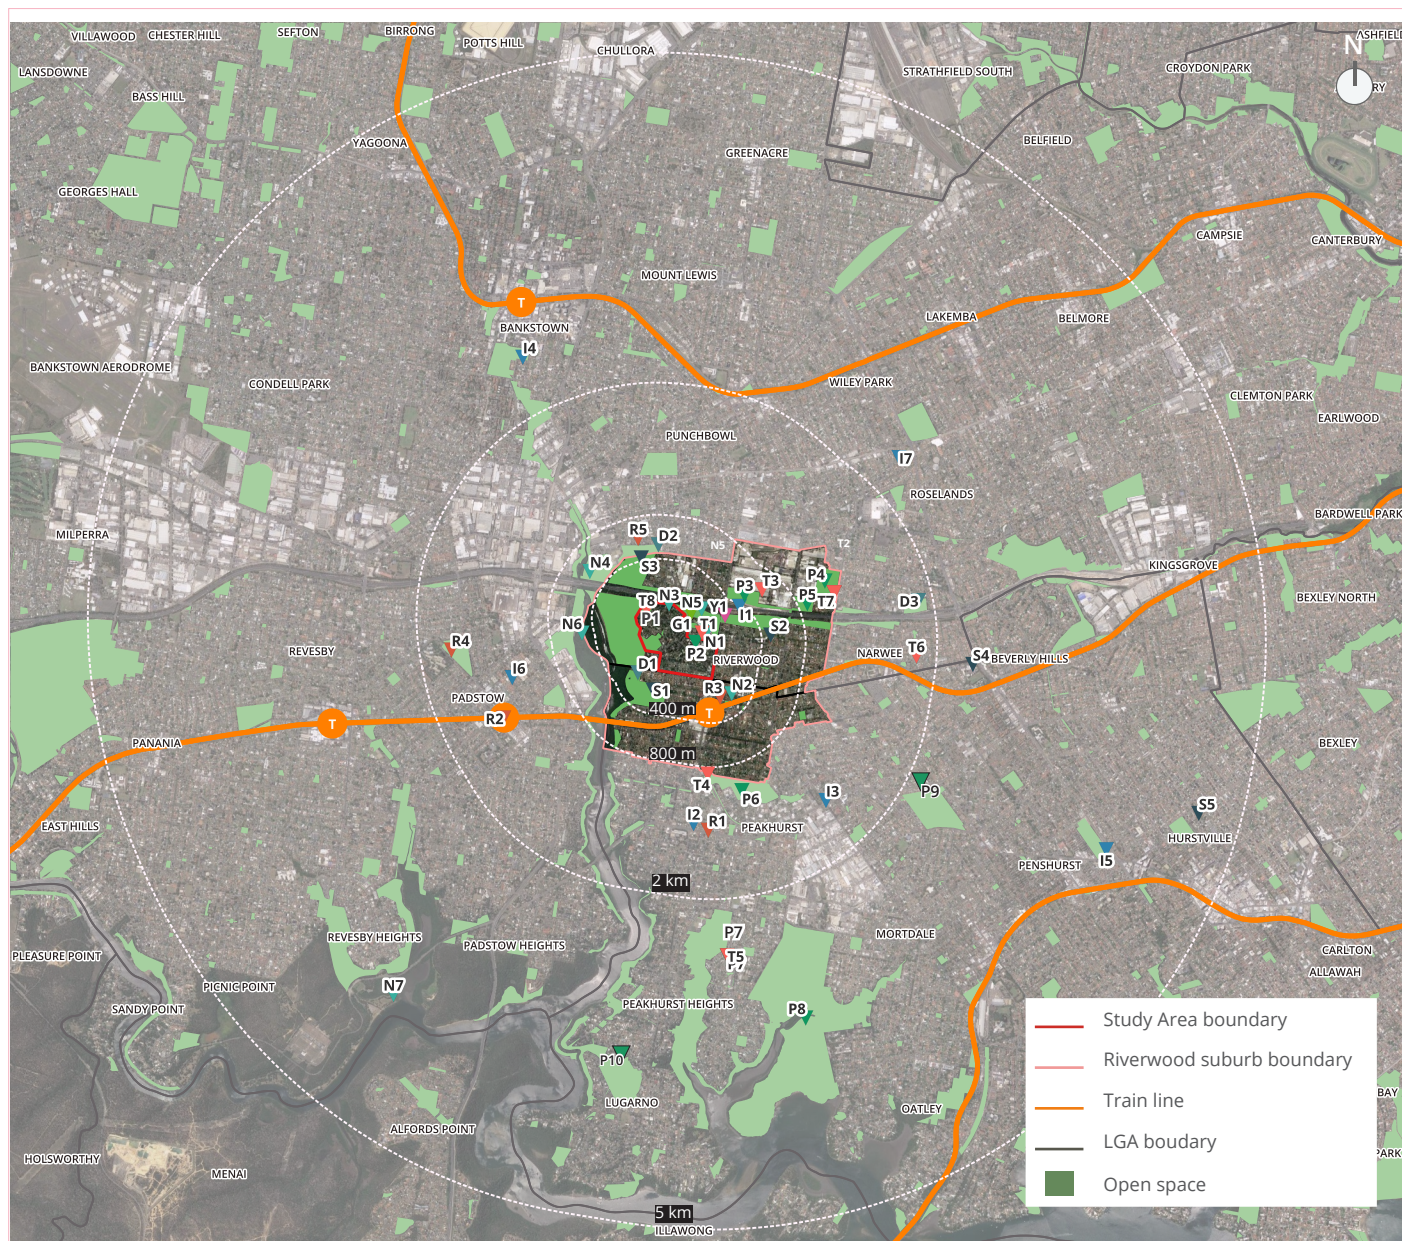 VILLAWOOD
CHESTER HILL
SEFTON
BIRRONG
POTTS HILL
CHULLORA
N
LANSDOWNE
STRATHFIELD SOUTH
CROYDON PARK
BASS HILL
YAGOONA
GREENACRE
BELFIELD
GEORGES HALL
CAMPSIE
CANTERBURY
MOUNT LEWIS
T
BANKSTOWN
LAKEMBA
BELMORE
I4
BANKSTOWN AERODROME
CONDELL PARK
WILEY PARK
CLEMTON PARK
EARLWOOD
PUNCHBOWL
I7
ROSELANDS
BARDWELL PARK
MILPERRA
R5
D2
N5
T2
N4
S3
KINGSGROVE
P3
T3
P4
T8
N3
N5
Y1
I1
P5
T7
D3
BEXLEY NORTH
N6
P1
G1
T1
S2
R4
N1
P2
REVESBY
RIVERWOOD
NARWEE
T6
S4
BEVERLY HILLS
I6
D1
S1
R3
N2
PADSTOW
400 m
T
R2
T
PANANIA
BEXLEY
800 m
T4
P6
I3
P9
S5
EAST HILLS
I2
R1
PEAKHURST
HURSTVILLE
I5
PENSHURST
2 km
P7
T5
P7
REVESBY HEIGHTS
PADSTOW HEIGHTS
MORTDALE
CARLTON
PLEASURE POINT
ALLAWAH
PICNIC POINT
N7
SANDY POINT
PEAKHURST HEIGHTS
P8
P10
LUGARNO
OATLEY
ALFORDS POINT
HOLSWORTHY
MENAI
5 km
ILLAWONG
Study Area boundary
Riverwood suburb boundary
Train line
LGA boudary
Open space
BAY
PARK